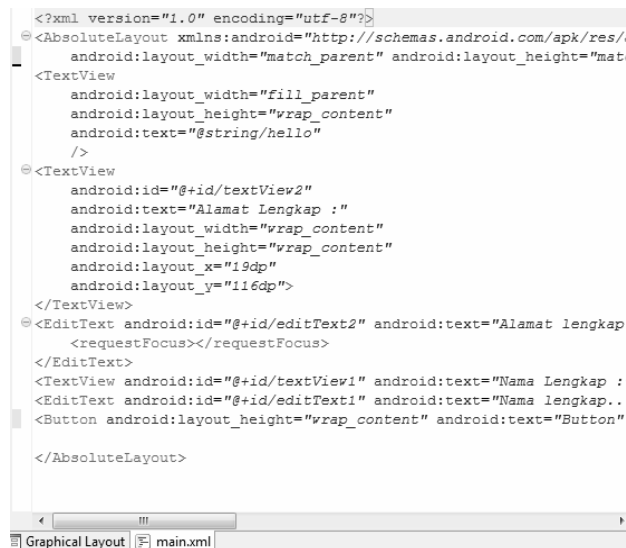 <?xml version="1.0" encoding="utf-8"?>
<AbsoluteLayout xmlns:android="http://schemas.android.com/apk/res/
android:layout_width="match_parent" android:layout_height="mat
<TextView
android:layout_width="fill_parent"
android:layout_height="wrap_content"
android:text="@string/hello"
/>
<TextView
android:id="@+id/textView2"
android:text="Alamat Lengkap :"
android:layout_width="wrap_content"
android:layout_height="wrap_content"
android:layout_x="19dp"
android:layout_y="116dp">
</TextView>
<EditText android:id="@+id/editText2" android:text="Alamat lengkap
<requestFocus></requestFocus>
</EditText>
<TextView android:id="@+id/textView1" android:text="Nama Lengkap :
<EditText android:id="@+id/editText1" android:text="Nama lengkap..
<Button android:layout_height="wrap_content" android:text="Button"
</AbsoluteLayout>
Graphical Layout main.xml